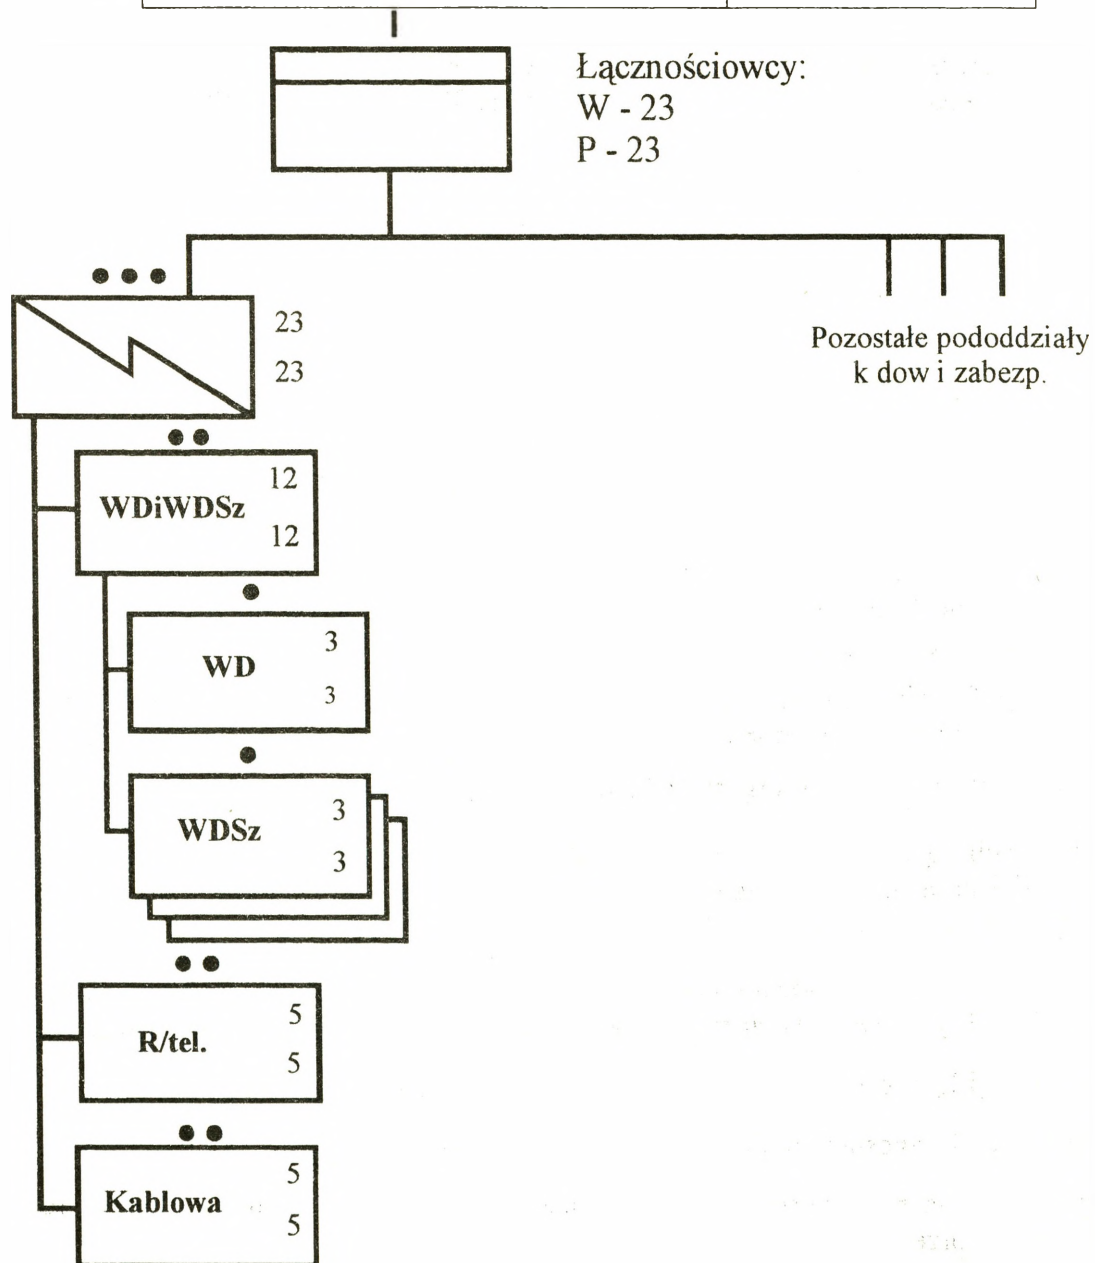 Łącznościowcy:
W - 23
P - 23
23
23
Pozostałe pododdziały
k dow i zabezp.
12
WDiWDSz
12
3
WD
3
3
WDSz
3
5
R/tel.
5
5
Kablowa
5